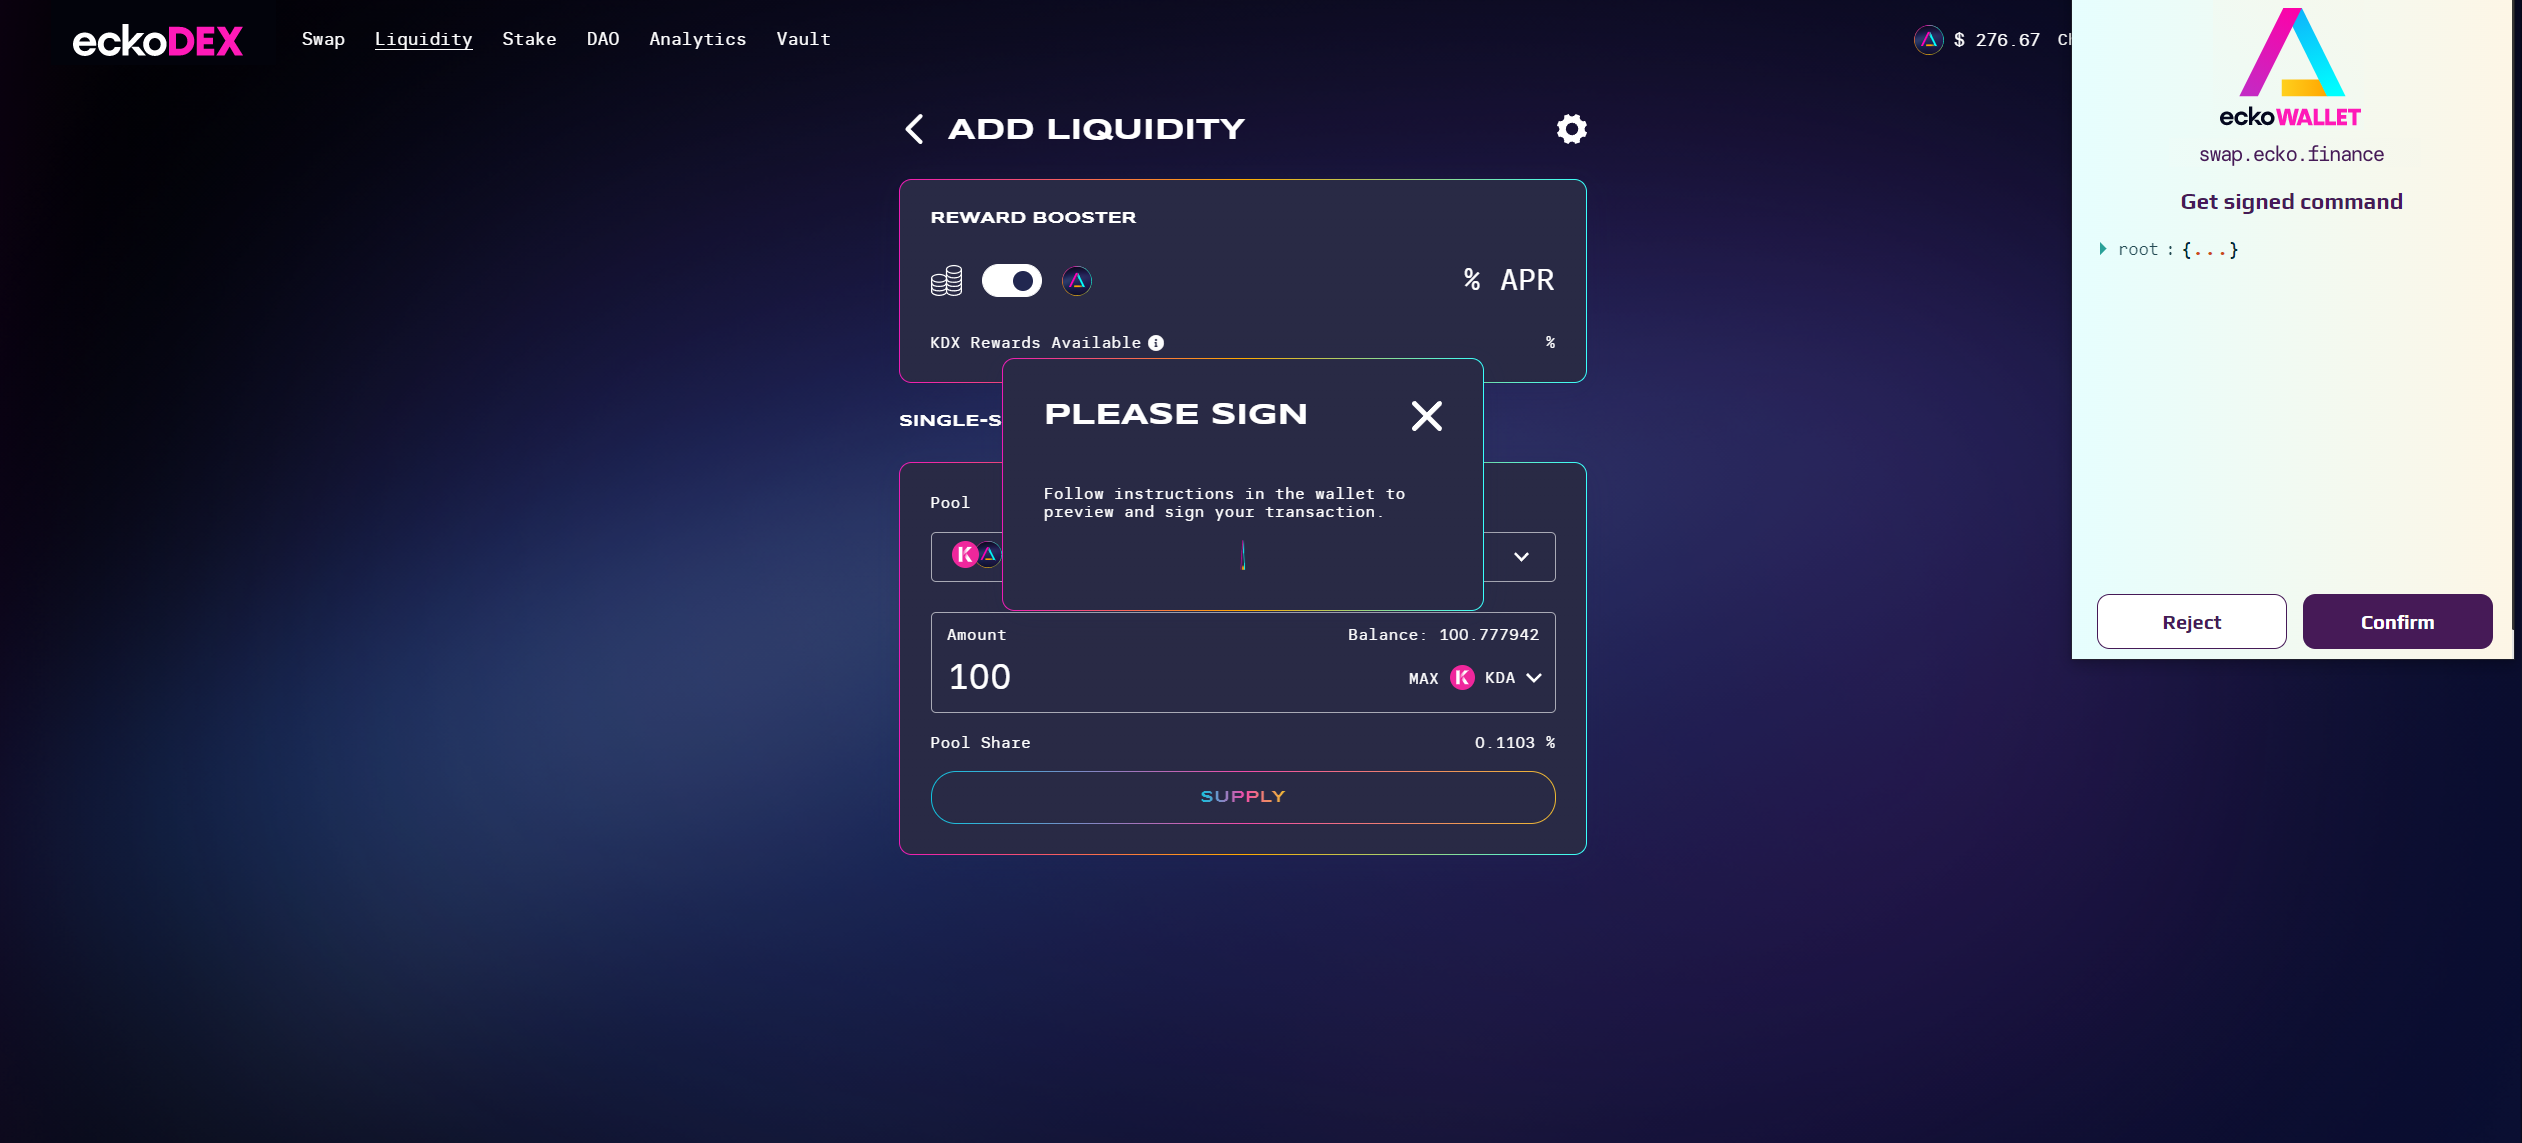 eckoDEX
Swap Liquidity Stake DAO Analytics Vault
$ 276.67
ADD LIQUIDITY
REWARD BOOSTER
% APR
KDX Rewards Available
%
SINGLE-S
PLEASE SIGN
Follow instructions in the wallet to
preview and sign your transaction.
Pool
Amount
Balance: 100.777942
100
MAX KDA
Pool Share
0.1103 %
SUPPLY
eckoWALLET
swap.ecko.finance
Get signed command
root : {...}
Reject
Confirm